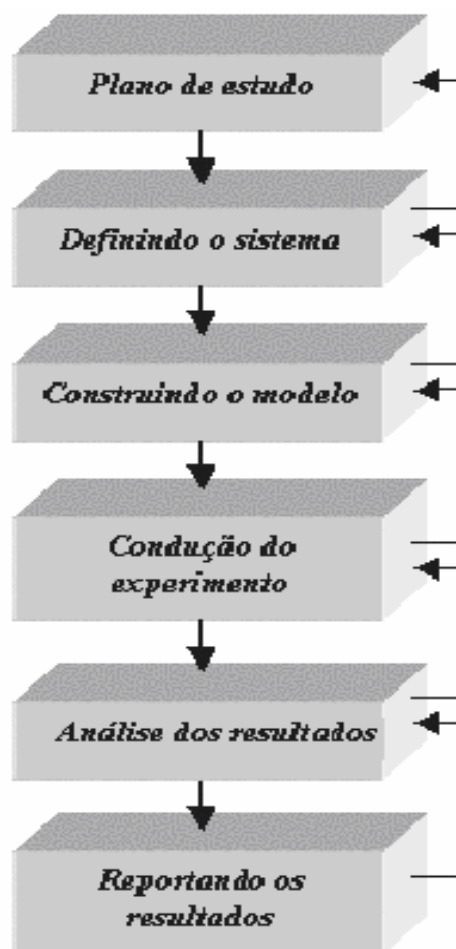 Plano de estudo
Definindo o sistema
Construindo o modelo
Condução do
experimento
Análise dos resultados
Reportando os
resultados